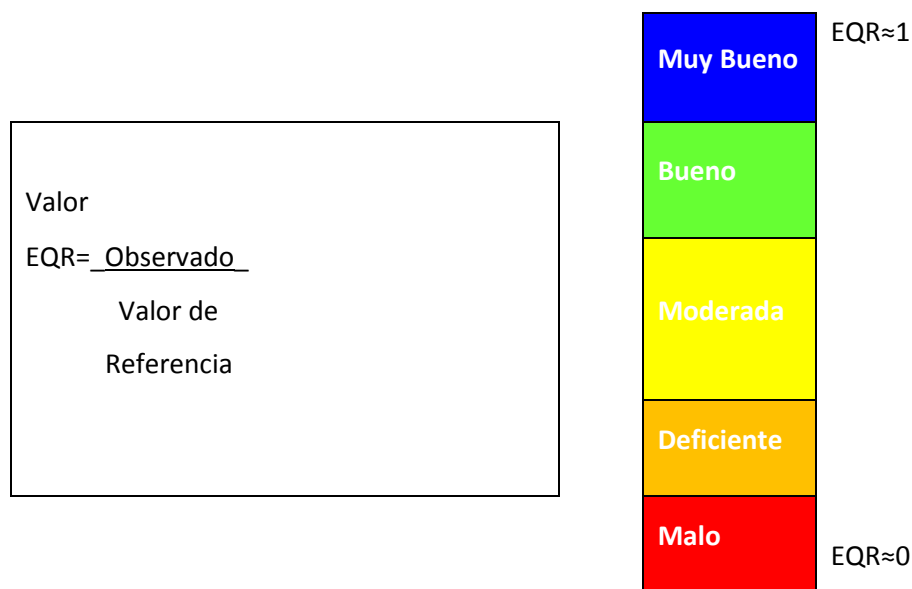 Valor
EQR=_Observado_
Valor de
Referencia
EQR≈1
Muy Bueno
Bueno
Moderada
Deficiente
Malo
EQR≈0